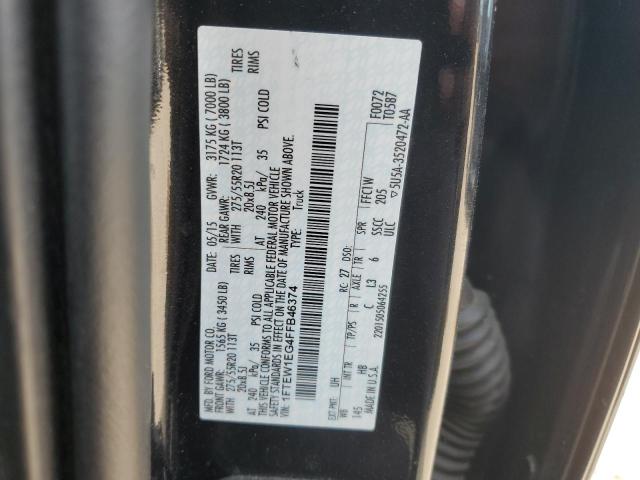 MFD. BY FORD MOTOR CO.
DATE: 05/15 GVWR: 3175 KG ( 7000 LB)
FRONT GAWR: 1565 KG ( 3450 LB) REAR GAWR: 1724 KG ( 3800 LB)
WITH 275/55R20 113T TIRES WITH 275/55R20 113T TIRES
20x8.5J RIMS 20x8.5J RIMS
AT 240 kPa/ 35 PSI COLD AT 240 kPa/ 35 PSI COLD
THIS VEHICLE CONFORMS TO ALL APPLICABLE FEDERAL MOTOR VEHICLE
SAFETY STANDARDS IN EFFECT ON THE DATE OF MANUFACTURE SHOWN ABOVE.
VIN: 1FTEW1EG4FFB46374 TYPE: Truck
F0072
EXT PNT: UH RC: 27 DSO: T0587
WB INT TR TP/PS R AXLE TR SPR FFC1W
145 HB C L3 6 SSCC 205
MADE IN U.S.A. 22015050642SS ULC ▽5U5A-3520472-AA